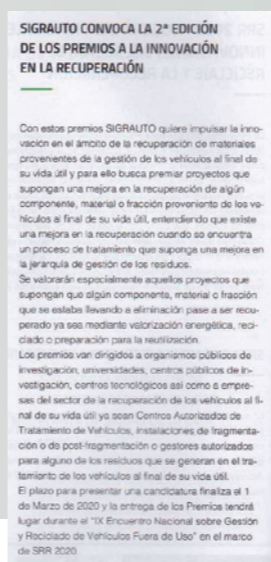 SIGRAUTO CONVOCA LA 2ª EDICIÓN
DE LOS PREMIOS A LA INNOVACIÓN
EN LA RECUPERACIÓN
Con estos premios SIGRAUTO quiere impulsar la inno-
vación en el ámbito de la recuperación de materiales
provenientes de la gestión de los vehículos al final de
su vida útil y para ello busca premiar proyectos que
supongan una mejora en la recuperación de algún
componente, material o fracción proveniente de los ve-
hículos al final de su vida útil, entendiendo que existe
una mejora en la recuperación cuando se encuentra
un proceso de tratamiento que suponga una mejora en
la jerarquía de gestión de los residuos.
Se valorarán especialmente aquellos proyectos que
supongan que algún componente, material o fracción
que se estaba llevando a eliminación pase a ser recu-
perado ya sea mediante valorización energética, reci-
clado o preparación para la reutilización.
Los premios van dirigidos a organismos públicos de
investigación, universidades, centros públicos de in-
vestigación, centros tecnológicos así como a empre-
sas del sector de la recuperación de los vehículos al fi-
nal de su vida útil ya sean Centros Autorizados de
Tratamiento de Vehículos, instalaciones de fragmenta-
ción o de post-fragmentación o gestores autorizados
para alguno de los residuos que se generan en el tra-
tamiento de los vehículos al final de su vida útil.
El plazo para presentar una candidatura finaliza el 1
de Marzo de 2020 y la entrega de los Premios tendrá
lugar durante el "IX Encuentro Nacional sobre Gestión
y Reciclado de Vehículos Fuera de Uso" en el marco
de SRR 2020